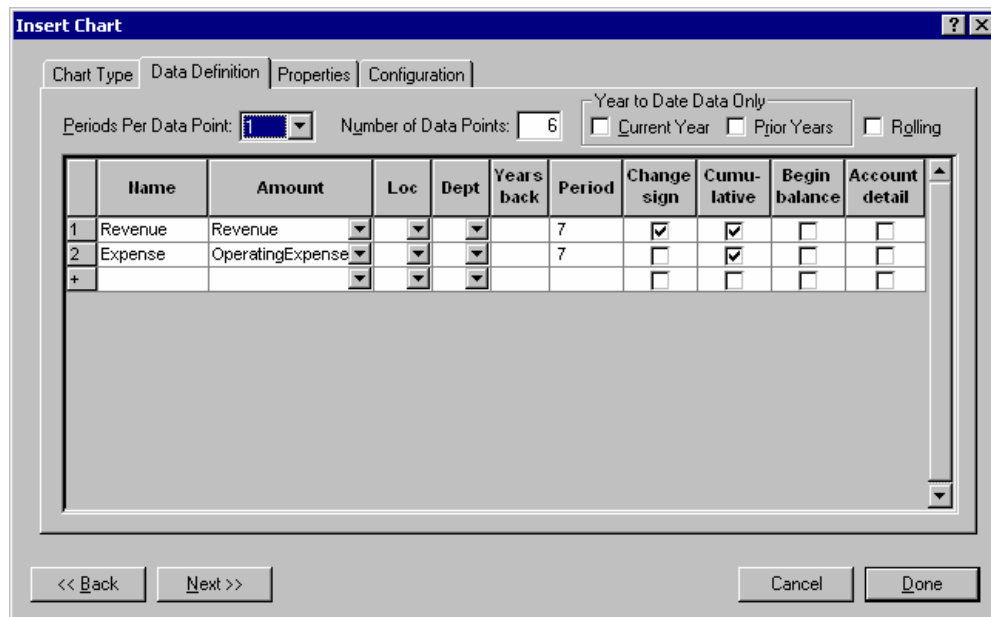 Insert Chart
Chart Type Data Definition Properties Configuration
Year to Date Data Only
Periods Per Data Point: 1 Number of Data Points: 6 Current Year Prior Years Rolling
Name Amount Loc Dept Years back Period Change sign Cumu-lative Begin balance Account detail
1 Revenue Revenue 7
2 Expense OperatingExpense 7
+
<< Back Next >> Cancel Done